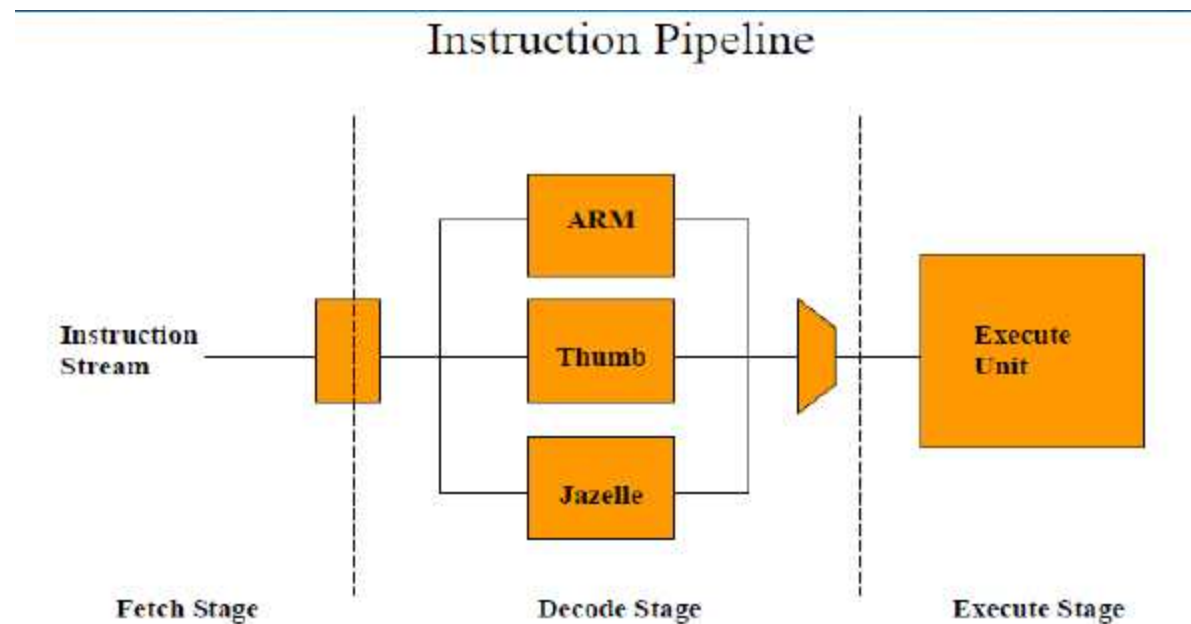 Instruction Pipeline
ARM
Instruction
Stream
Thumb
Execute
Unit
Jazelle
Fetch Stage
Decode Stage
Execute Stage